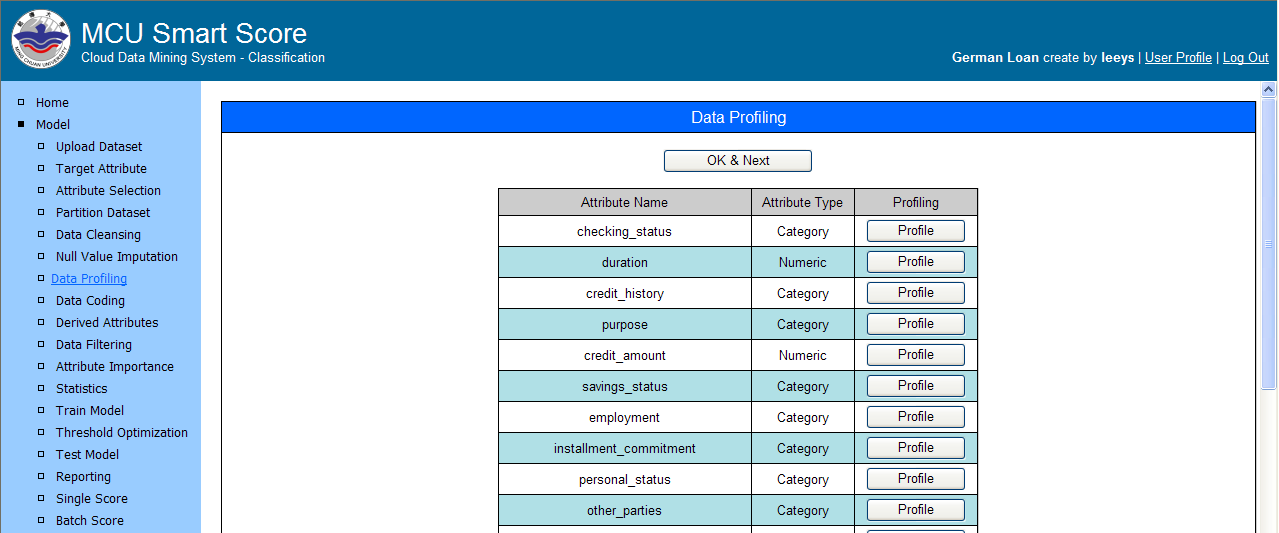 MCU Smart Score
Cloud Data Mining System - Classification
German Loan create by leeys | User Profile | Log Out
MING CHUAN UNIVERSITY
Home
Model
Upload Dataset
Target Attribute
Attribute Selection
Partition Dataset
Data Cleansing
Null Value Imputation
Data Profiling
Data Coding
Derived Attributes
Data Filtering
Attribute Importance
Statistics
Train Model
Threshold Optimization
Test Model
Reporting
Single Score
Batch Score
Data Profiling
OK & Next
Attribute Name Attribute Type Profiling
checking_status Category Profile
duration Numeric Profile
credit_history Category Profile
purpose Category Profile
credit_amount Numeric Profile
savings_status Category Profile
employment Category Profile
installment_commitment Category Profile
personal_status Category Profile
other_parties Category Profile